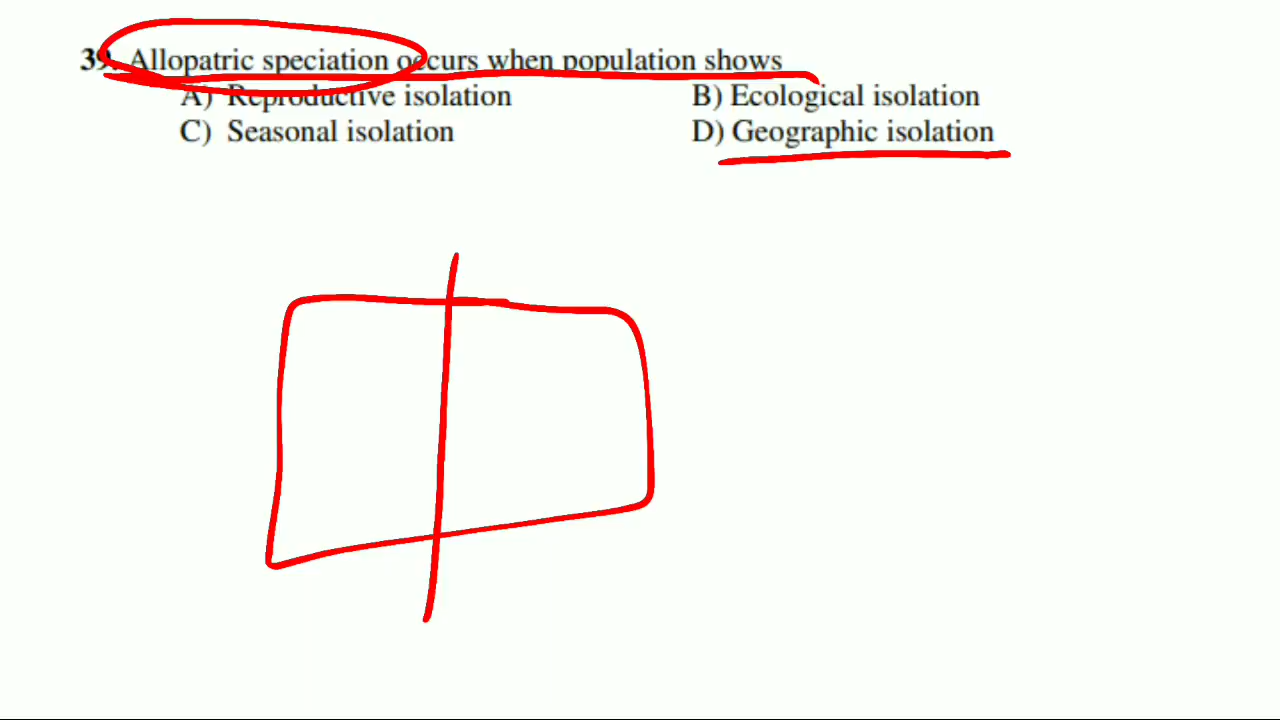 39. Allopatric speciation occurs when population shows
A) Reproductive isolation B) Ecological isolation
C) Seasonal isolation D) Geographic isolation